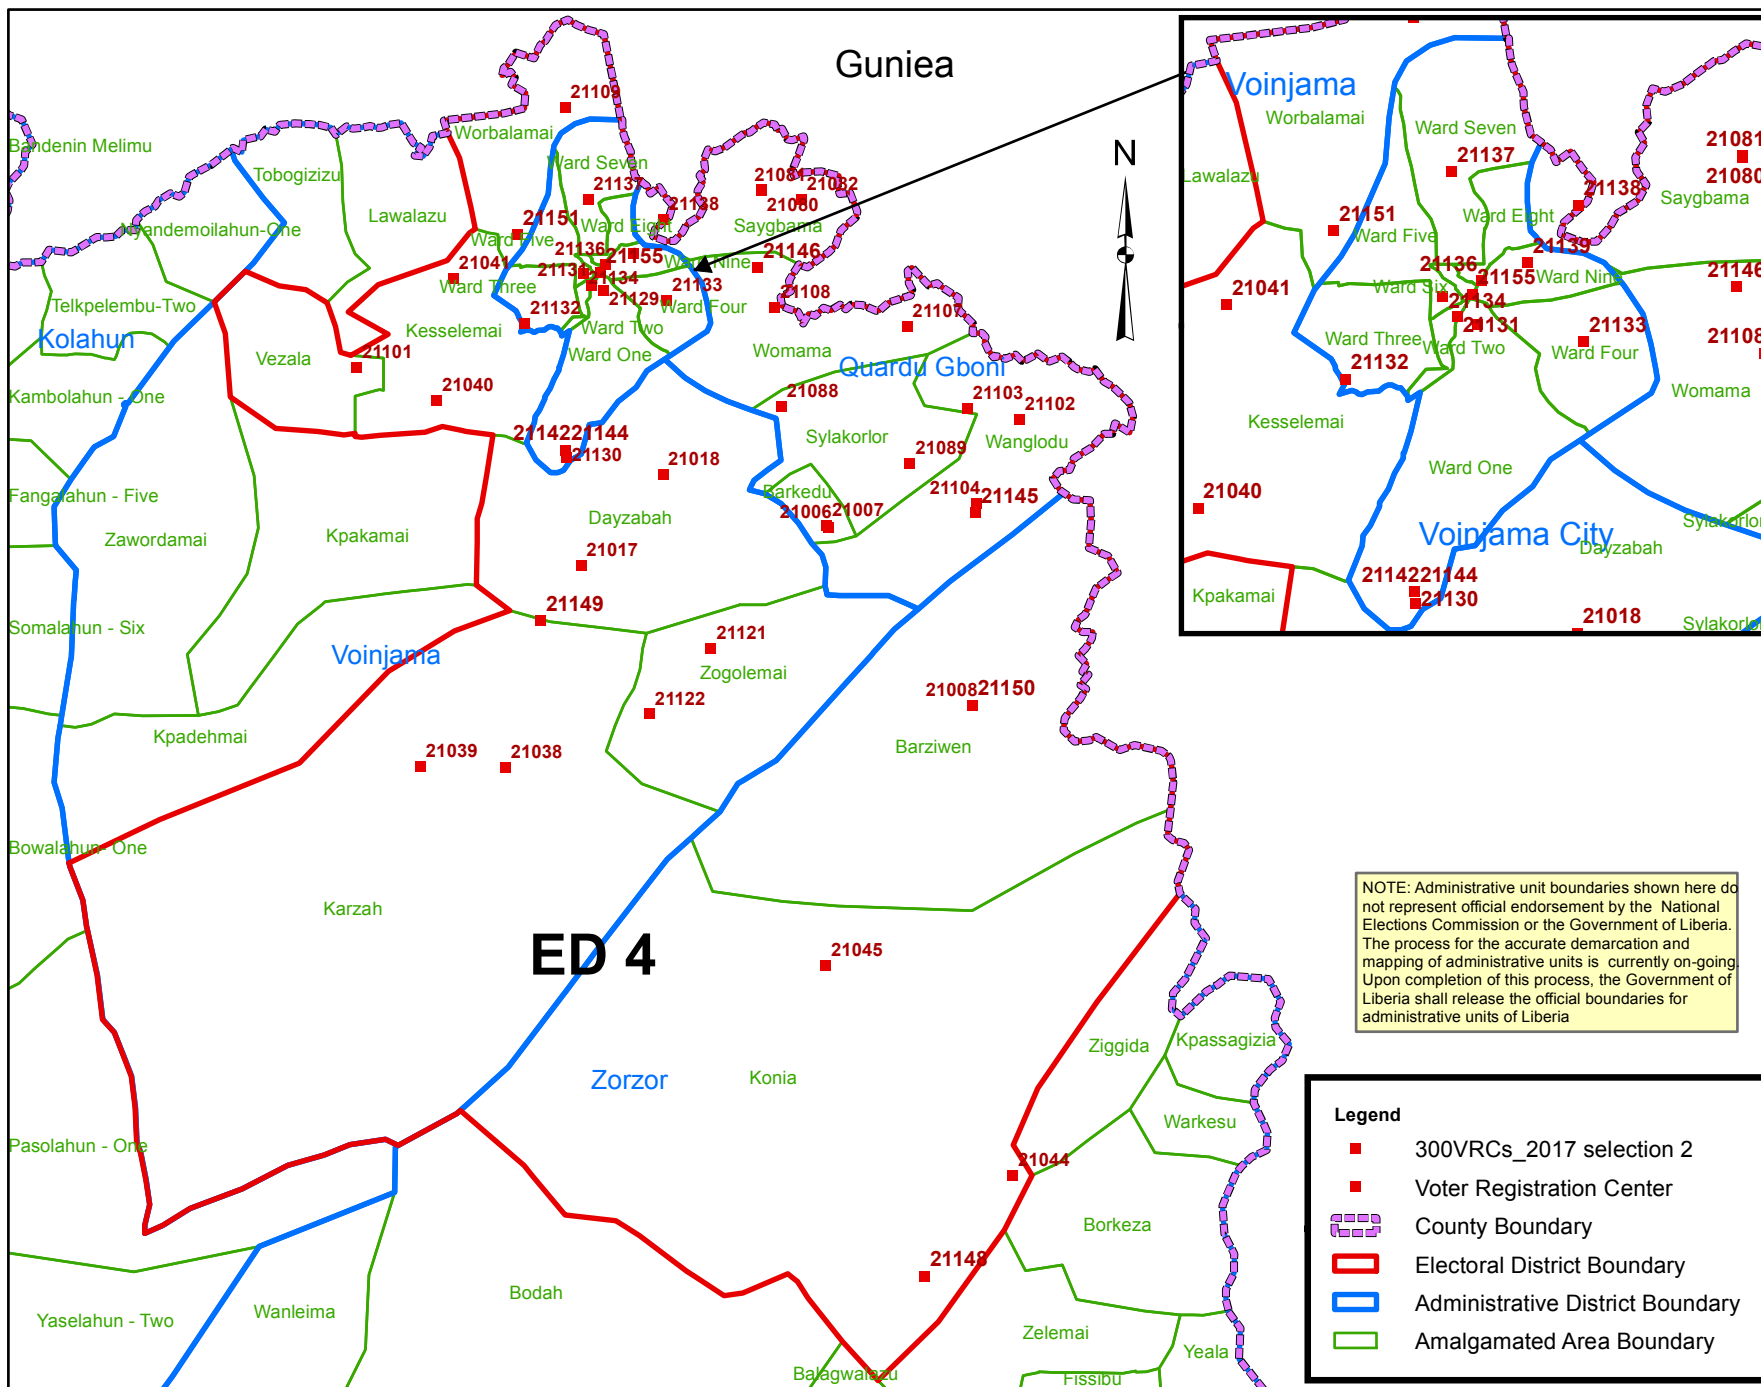 Guniea
N
21109
Worbalamai
Bandenin Melimu
Tobogizizu
Ward Seven
21137
21081
21082
21080
Lawalazu
21151
21138
Nyandemoilahun-One
Ward Eight
Saygbama
Ward Five
21136
21155
21146
21041
21131
21134
Ward Nine
Ward Three
21129
21133
Telkpelembu-Two
21132
Ward Four
21108
21107
Kolahun
Kesselemai
Ward Two
Vezala
Ward One
Womama
21101
Quardu Gboni
21040
21088
21103
21102
Kambolahun - One
2114221144
Sylakorlor
Wanglodu
21130
21018
21089
Fangalahun - Five
Barkedu
21104
21145
Zawordamai
Kpakamai
Dayzabah
21006
21007
21017
21149
Somalahun - Six
Voinjama
21121
Zogolemai
21122
21008
21150
Kpadehmai
21039
21038
Barziwen
Bowalahun- One
Karzah
ED 4
21045
Zorzor
Konia
Ziggida
Kpassagizia
Warkesu
Pasolahun - One
21044
Borkeza
21148
Bodah
Wanleima
Yaselahun - Two
Zelemai
Yeala
Balagwalazu
Fissibu
Voinjama
Worbalamai
Ward Seven
21137
21081
21080
Lawalazu
21138
Saygbama
21151
Ward Eight
Ward Five
21139
21136
21155
Ward Nine
21146
Ward Six
21041
21134
21131
21133
Ward Three
Ward Two
Ward Four
21108
21132
Womama
Kesselemai
Ward One
21040
Voinjama City
Sylakorlor
Dayzabah
2114221144
Kpakamai
21130
21018
Sylakorlor
NOTE: Administrative unit boundaries shown here do
not represent official endorsement by the National
Elections Commission or the Government of Liberia.
The process for the accurate demarcation and
mapping of administrative units is currently on-going.
Upon completion of this process, the Government of
Liberia shall release the official boundaries for
administrative units of Liberia
Legend
300VRCs_2017 selection 2
Voter Registration Center
County Boundary
Electoral District Boundary
Administrative District Boundary
Amalgamated Area Boundary